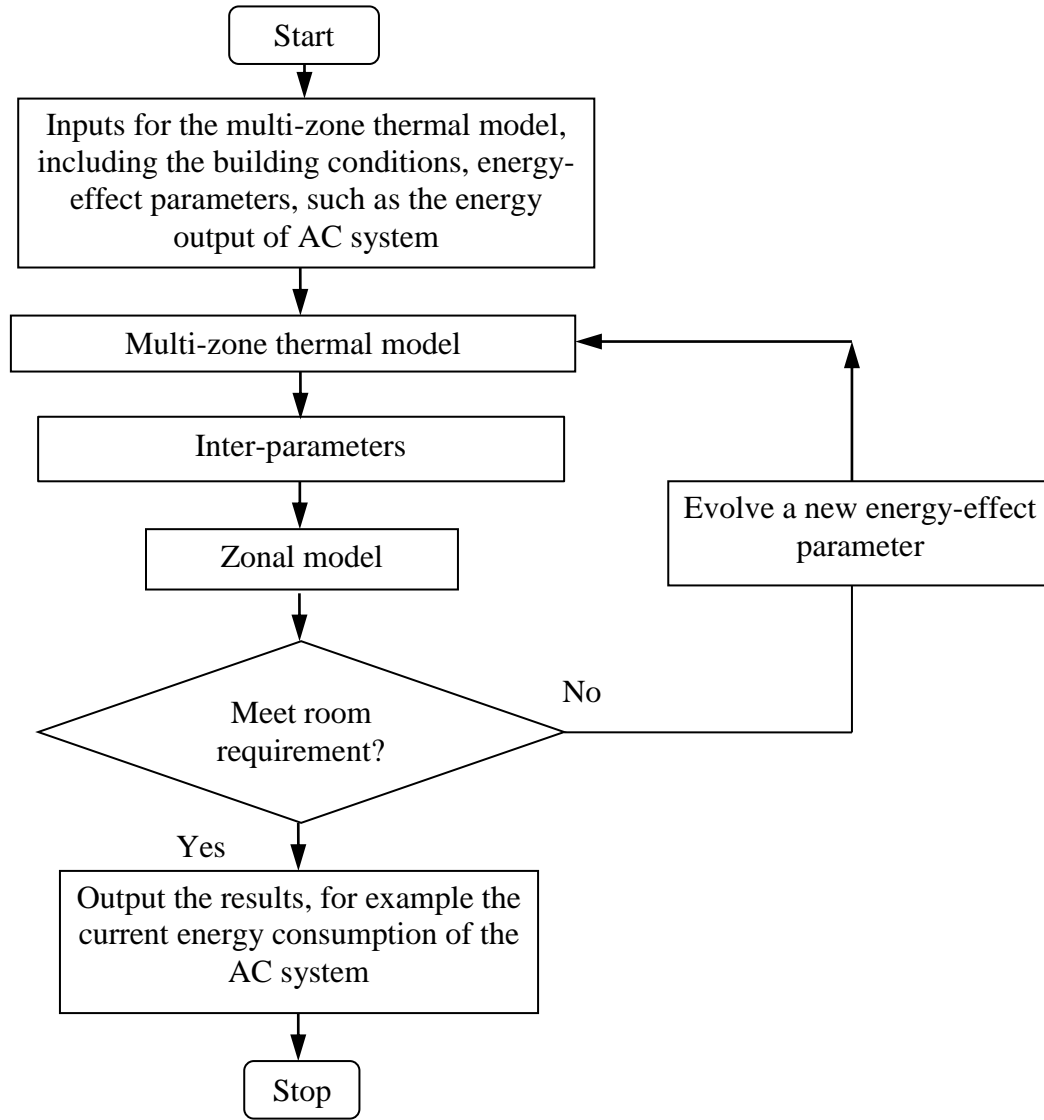 Start
Inputs for the multi-zone thermal model,
including the building conditions, energy-
effect parameters, such as the energy
output of AC system
Multi-zone thermal model
Inter-parameters
Evolve a new energy-effect
parameter
Zonal model
No
Meet room
requirement?
Yes
Output the results, for example the
current energy consumption of the
AC system
Stop